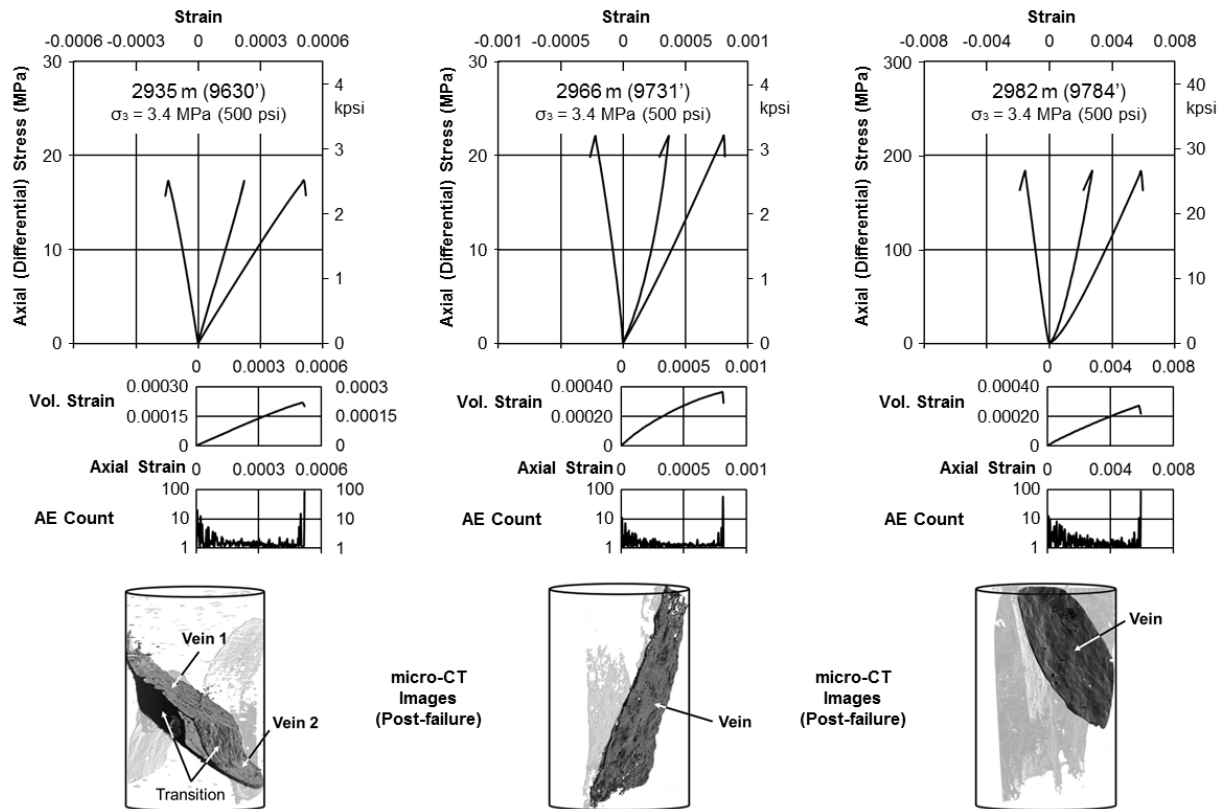 Strain
-0.0006 -0.0003 0 0.0003 0.0006
30
20
10
0
Axial (Differential) Stress (MPa)
2935 m (9630’)
σ₃ = 3.4 MPa (500 psi)
4
kpsi
3
2
1
0
0 0.0003 0.0006
Vol. Strain
0.00030
0.00015
0
0.0003
0.00015
0
Axial Strain
0 0.0003 0.0006
AE Count
100
10
1
100
10
1
Vein 1
Vein 2
Transition
Strain
-0.001 -0.0005 0 0.0005 0.001
30
20
10
0
Axial (Differential) Stress (MPa)
2966 m (9731’)
σ₃ = 3.4 MPa (500 psi)
4
kpsi
3
2
1
0
0 0.0005 0.001
Vol. Strain
0.00040
0.00020
0
Axial Strain
0 0.0005 0.001
AE Count
100
10
1
micro-CT
Images
(Post-failure)
Vein
Strain
-0.008 -0.004 0 0.004 0.008
300
200
100
0
Axial (Differential) Stress (MPa)
2982 m (9784’)
σ₃ = 3.4 MPa (500 psi)
40
kpsi
30
20
10
0
0 0.004 0.008
Vol. Strain
0.00040
0.00020
0
Axial Strain
0 0.004 0.008
AE Count
100
10
1
micro-CT
Images
(Post-failure)
Vein